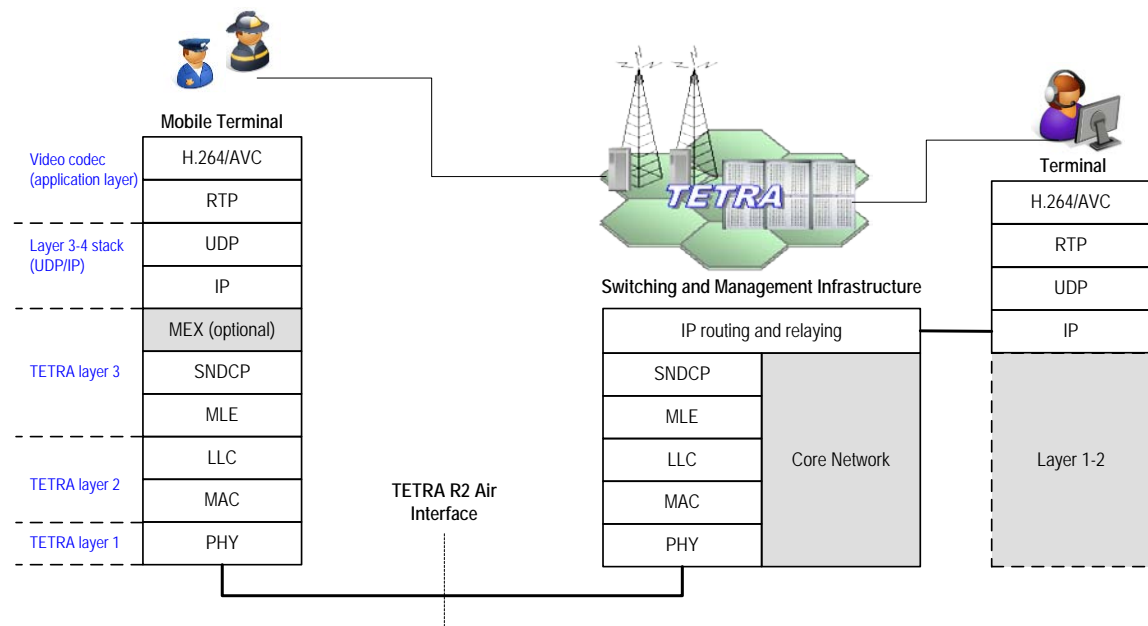 Mobile Terminal
Video codec
(application layer)
Layer 3-4 stack
(UDP/IP)
TETRA layer 3
TETRA layer 2
TETRA layer 1
H.264/AVC
RTP
UDP
IP
MEX (optional)
SNDCP
MLE
LLC
MAC
PHY
TETRA R2 Air
Interface
TETRA
Switching and Management Infrastructure
IP routing and relaying
SNDCP
MLE
LLC
MAC
PHY
Core Network
Terminal
H.264/AVC
RTP
UDP
IP
Layer 1-2